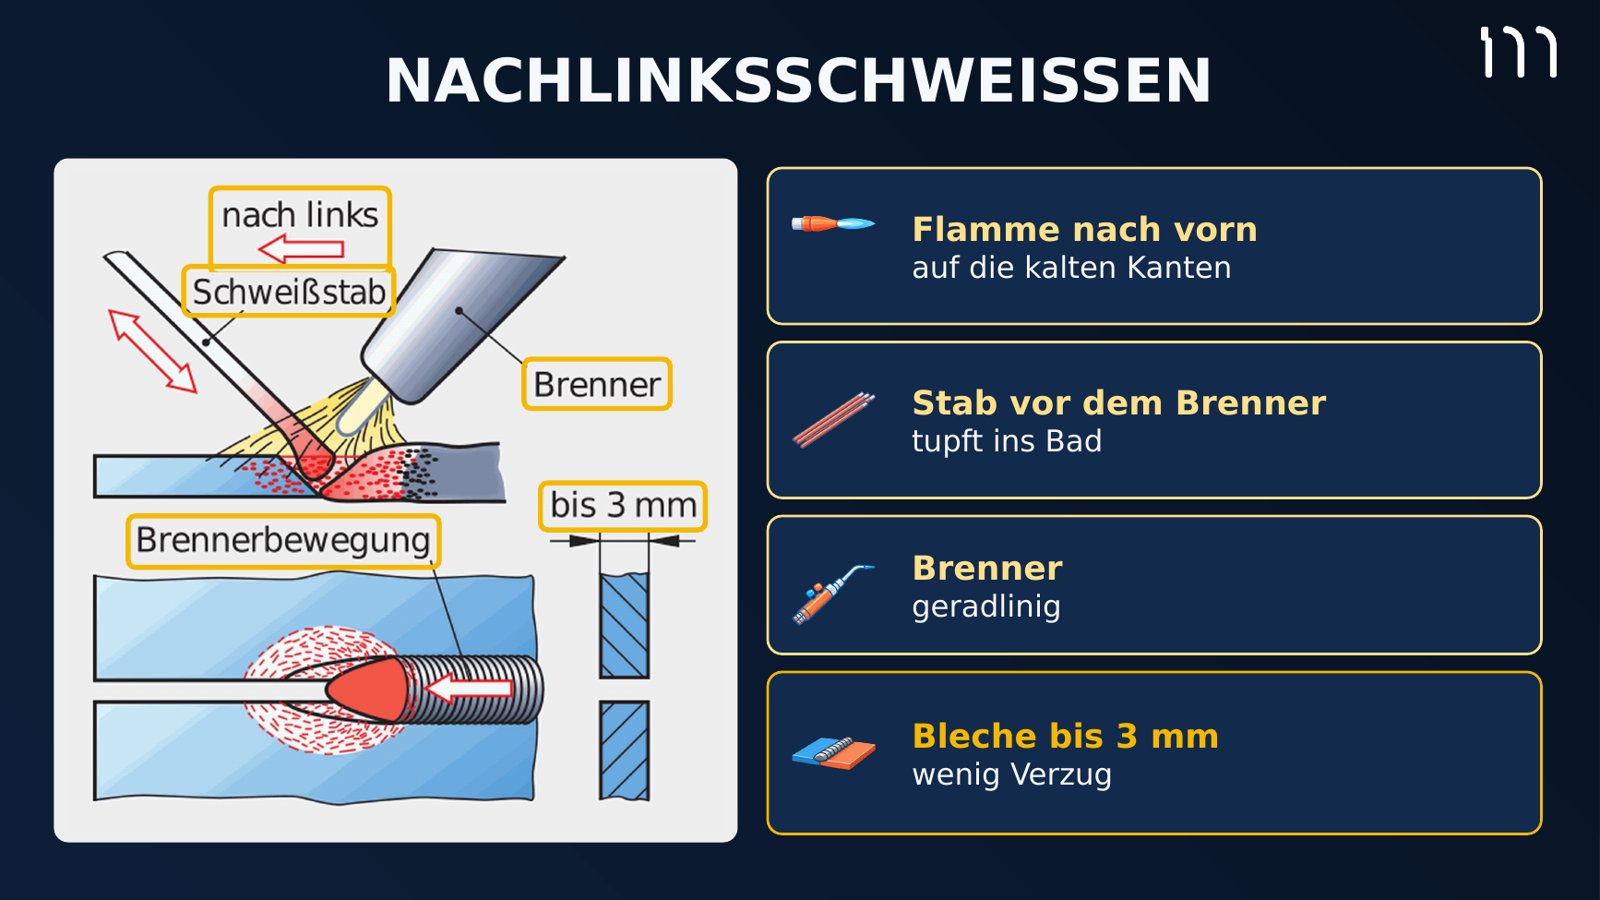 m
NACHLINKSSCHWEISSEN
nach links
Schweißstab
Brenner
bis 3 mm
Brennerbewegung
Flamme nach vorn
auf die kalten Kanten
Stab vor dem Brenner
tupft ins Bad
Brenner
geradlinig
Bleche bis 3 mm
wenig Verzug